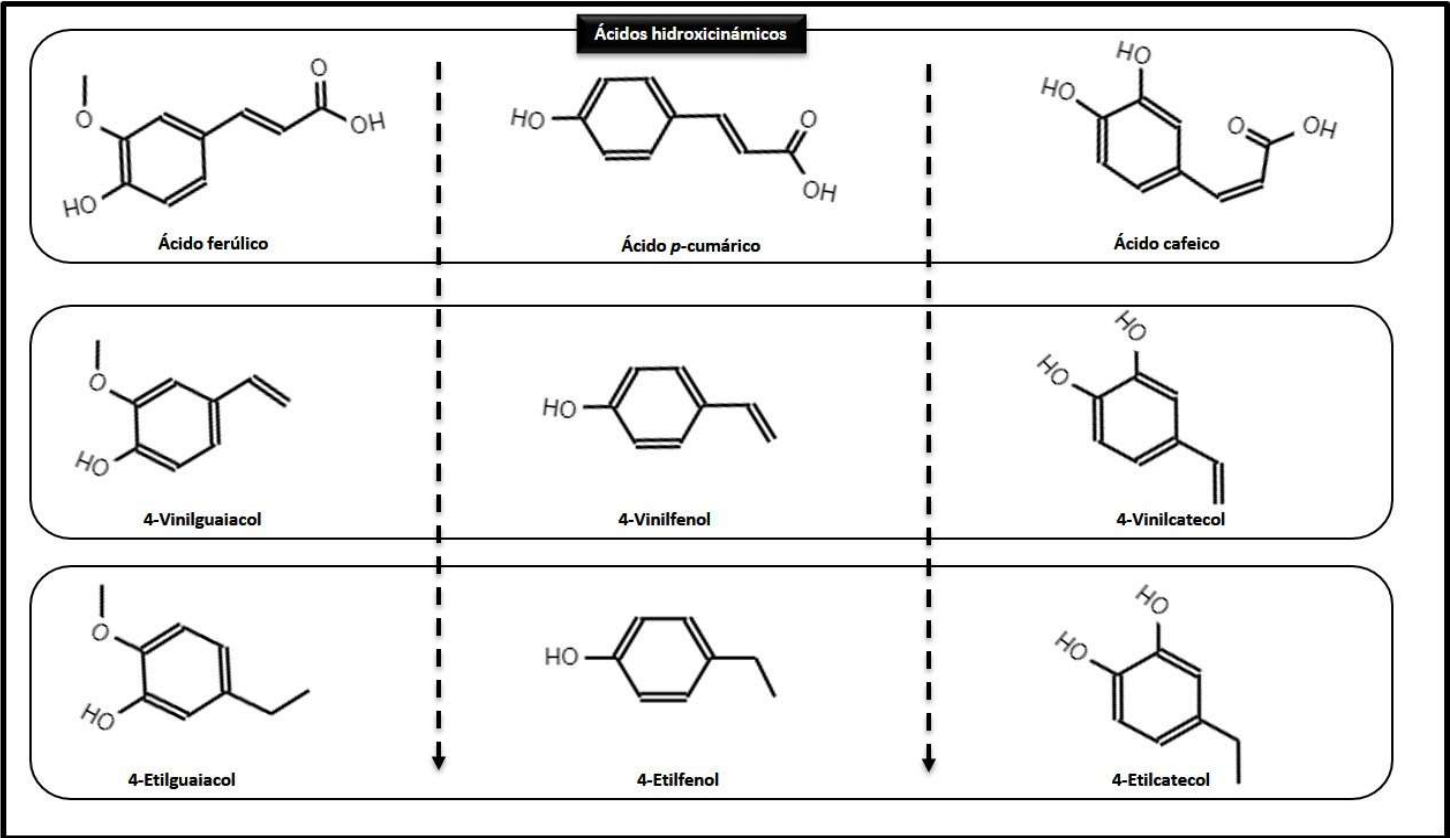 Ácidos hidroxicinámicos
O
O
OH
HO
HO
O
OH
HO
HO
O
OH
Ácido ferúlico
Ácido p-cumárico
Ácido cafeico
O
HO
HO
HO
HO
4-Vinilguaiacol
4-Vinilfenol
4-Vinilcatecol
O
HO
HO
HO
HO
4-Etilguaiacol
4-Etilfenol
4-Etilcatecol